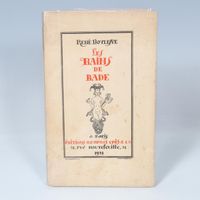 RENÉ BOYLESVE
LES
BAINS
DE
BADE
A PARIS
ÉDITIONS GEORGES CRÈS & Cie
21, RUE HAUTEFEUILLE, 21
1921